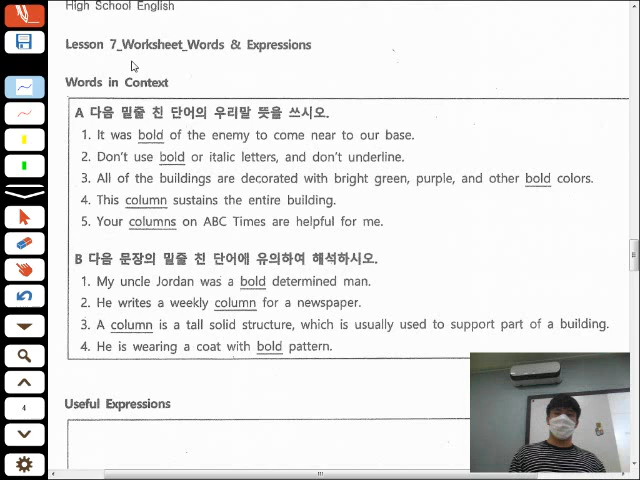 High School English
Lesson 7_Worksheet_Words & Expressions
Words in Context
A 다음 밑줄 친 단어의 우리말 뜻을 쓰시오.
1. It was bold of the enemy to come near to our base.
2. Don't use bold or italic letters, and don't underline.
3. All of the buildings are decorated with bright green, purple, and other bold colors.
4. This column sustains the entire building.
5. Your columns on ABC Times are helpful for me.
B 다음 문장의 밑줄 친 단어에 유의하여 해석하시오.
1. My uncle Jordan was a bold determined man.
2. He writes a weekly column for a newspaper.
3. A column is a tall solid structure, which is usually used to support part of a building.
4. He is wearing a coat with bold pattern.
Useful Expressions
4